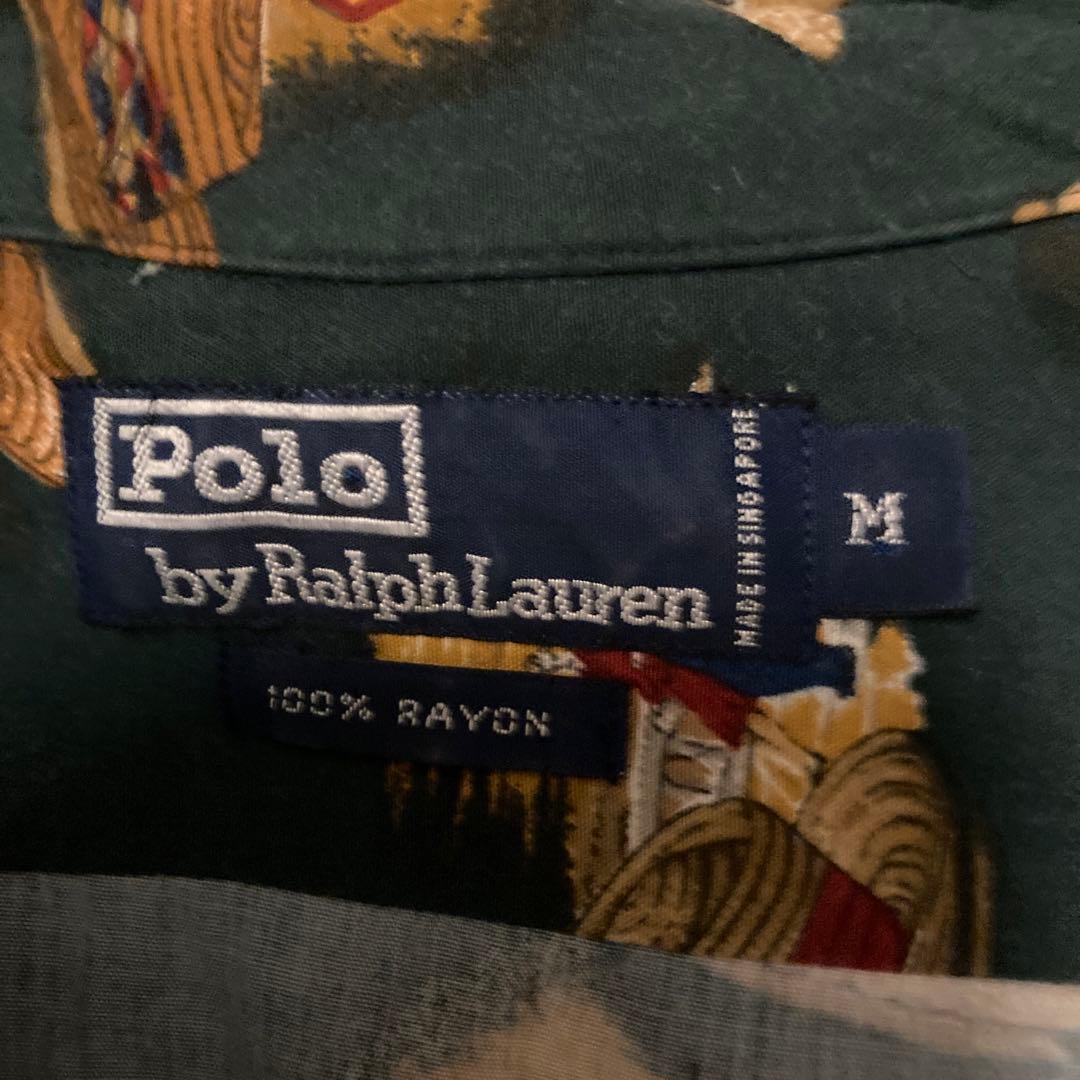 Polo
by Ralph Lauren
MADE IN SINGAPORE
M
100% RAYON